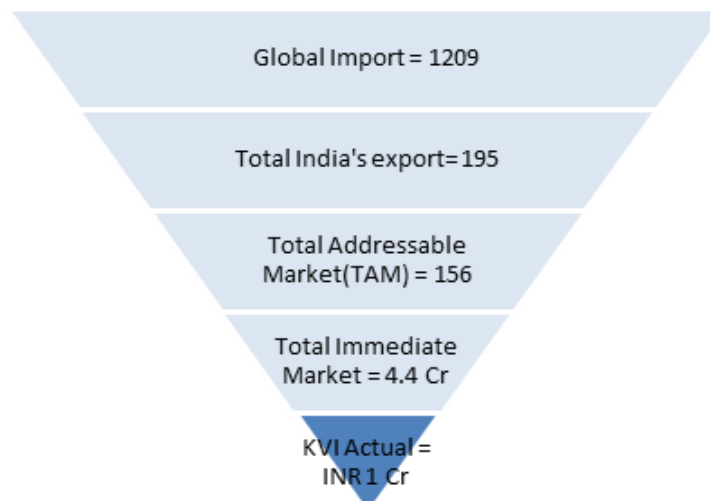 Global Import = 1209
Total India's export=195
Total Addressable
Market(TAM) = 156
Total Immediate
Market = 4.4 Cr
KVI Actual =
INR 1 Cr